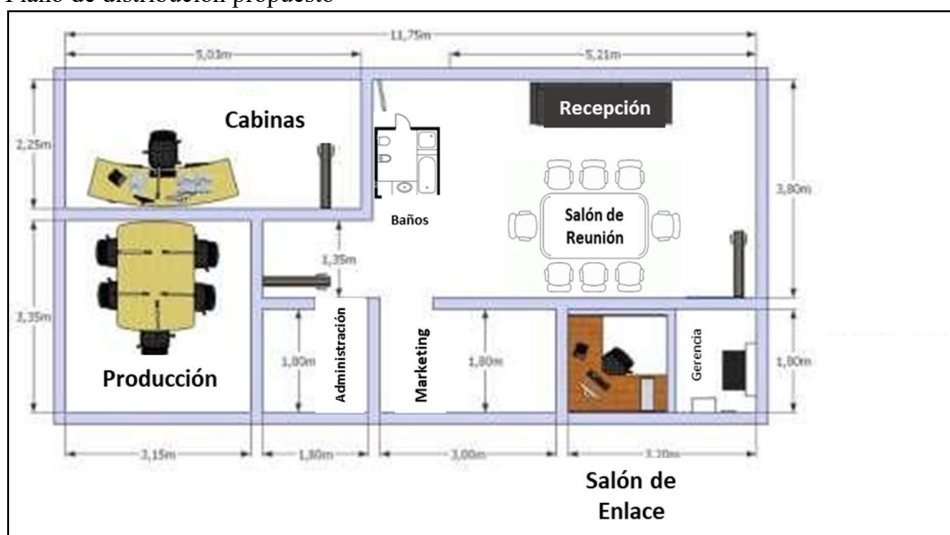 Plano de distribución propuesto
11,75m
5,03m
5,21m
Cabinas
Recepción
2,25m
3,80m
Baños
Salón de
Reunión
1,35m
3,35m
Administración
Marketing
Gerencia
1,80m
1,80m
1,80m
Producción
3,15m
1,80m
3,00m
3,20m
Salón de
Enlace